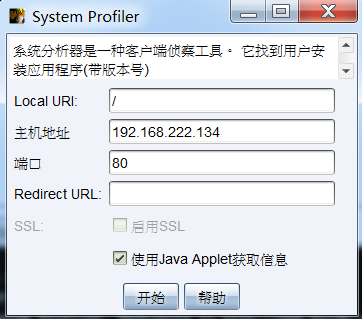 System Profiler
系统分析器是一种客户端侦察工具。 它找到用户安
装应用程序(带版本号)
Local URI: /
主机地址 192.168.222.134
端口 80
Redirect URL:
SSL: 启用SSL
使用Java Applet获取信息
开始 帮助